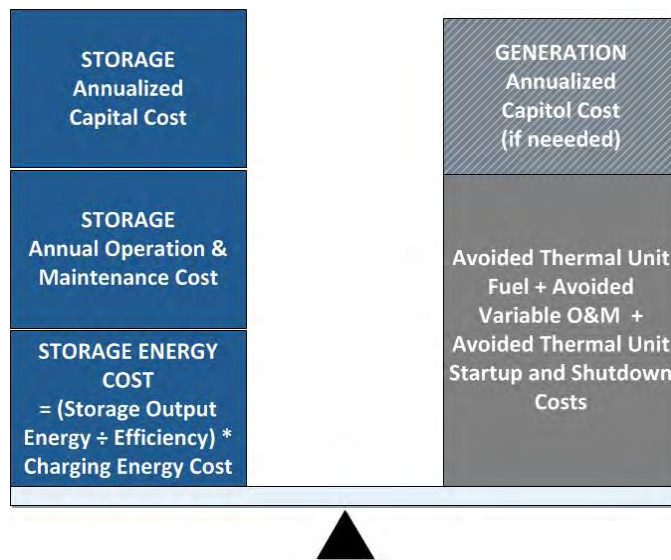 STORAGE
Annualized
Capital Cost
STORAGE
Annual Operation &
Maintenance Cost
STORAGE ENERGY
COST
= (Storage Output
Energy ÷ Efficiency) *
Charging Energy Cost
GENERATION
Annualized
Capitol Cost
(if neeeded)
Avoided Thermal Unit
Fuel + Avoided
Variable O&M +
Avoided Thermal Unit
Startup and Shutdown
Costs